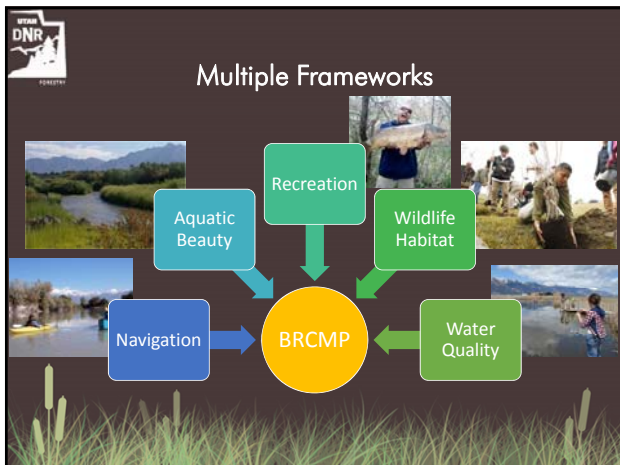 UTAH
DNR
FORESTRY
Multiple Frameworks
Recreation
Aquatic
Beauty
Wildlife
Habitat
Navigation
BRCMP
Water
Quality